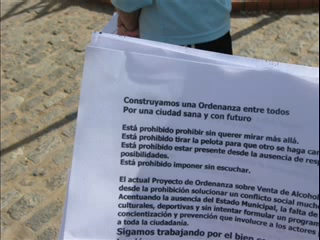 Construyamos una Ordenanza entre todos
Por una ciudad sana y con futuro
Está prohibido prohibir sin querer mirar más allá.
Está prohibido tirar la pelota para que otro se haga car
Está prohibido estar presente desde la ausencia de resp
posibilidades.
Está prohibido imponer sin escuchar.
El actual Proyecto de Ordenanza sobre Venta de Alcohol
desde la prohibición solucionar un conflicto social mucho
Acentuando la ausencia del Estado Municipal, la falta de
culturales, deportivas y sin intentar formular un program
concientización y prevención que involucre a los actores
a toda la ciudadanía.
Sigamos trabajando por el bien